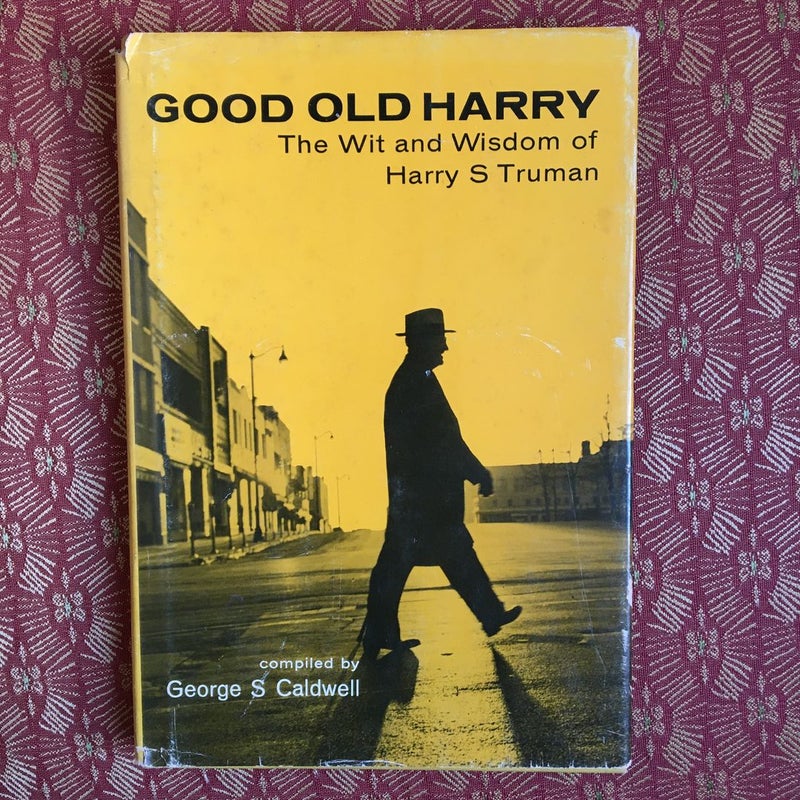 GOOD OLD HARRY
The Wit and Wisdom of
Harry S Truman
compiled by
George S Caldwell